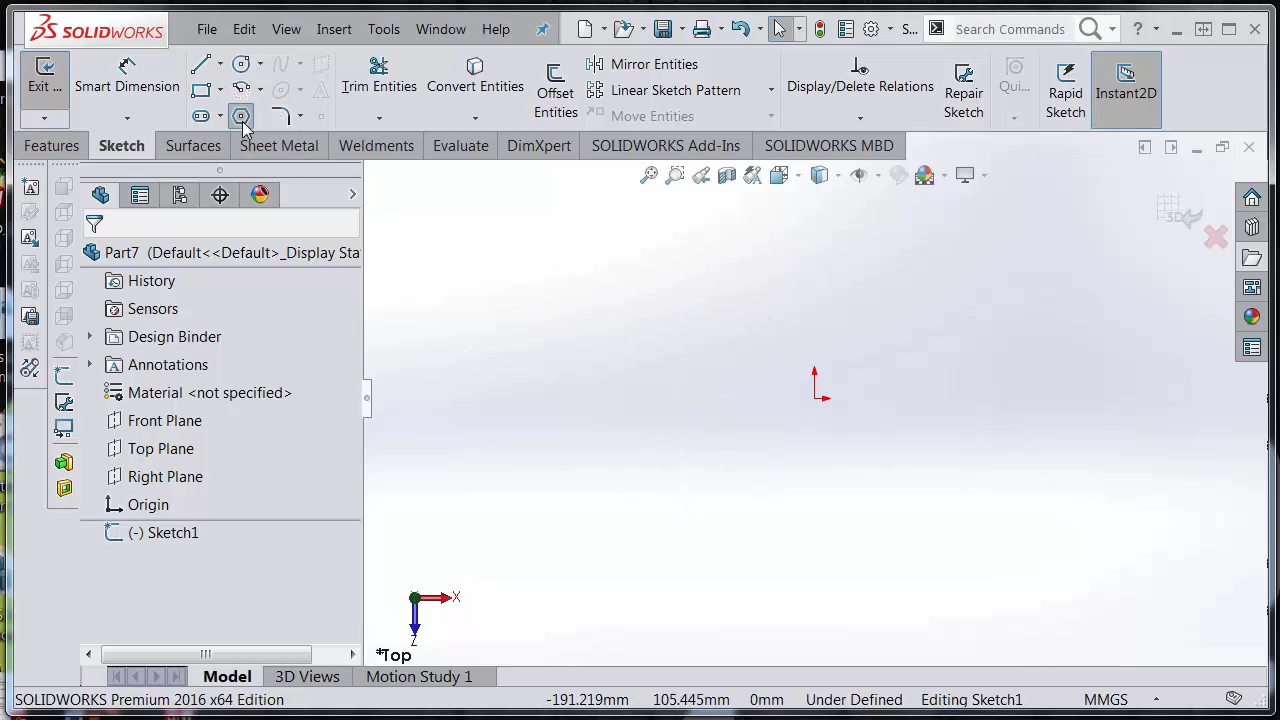 SOLIDWORKS
File Edit View Insert Tools Window Help S... Search Commands
Exit ... Smart Dimension Trim Entities Convert Entities Offset Entities Mirror Entities Linear Sketch Pattern Move Entities Display/Delete Relations Repair Sketch Qui... Rapid Sketch Instant2D
Features Sketch Surfaces Sheet Metal Weldments Evaluate DimXpert SOLIDWORKS Add-Ins SOLIDWORKS MBD
3D
Part7 (Default<<Default>_Display Sta
History
Sensors
Design Binder
Annotations
Material <not specified>
Front Plane
Top Plane
Right Plane
Origin
(-) Sketch1
X
Z
*Top
Model 3D Views Motion Study 1
SOLIDWORKS Premium 2016 x64 Edition -191.219mm 105.445mm 0mm Under Defined Editing Sketch1 MMGS